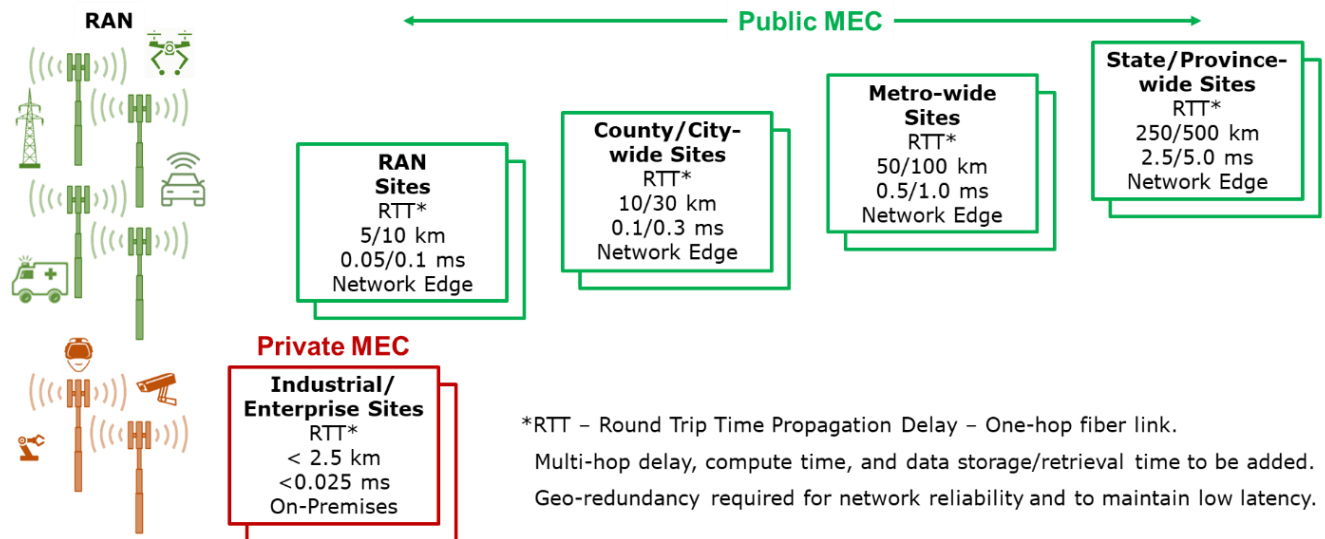 RAN
Public MEC
RAN
Sites
RTT*
5/10 km
0.05/0.1 ms
Network Edge
County/City-
wide Sites
RTT*
10/30 km
0.1/0.3 ms
Network Edge
Metro-wide
Sites
RTT*
50/100 km
0.5/1.0 ms
Network Edge
State/Province-
wide Sites
RTT*
250/500 km
2.5/5.0 ms
Network Edge
Private MEC
Industrial/
Enterprise Sites
RTT*
< 2.5 km
<0.025 ms
On-Premises
*RTT – Round Trip Time Propagation Delay – One-hop fiber link.
Multi-hop delay, compute time, and data storage/retrieval time to be added.
Geo-redundancy required for network reliability and to maintain low latency.